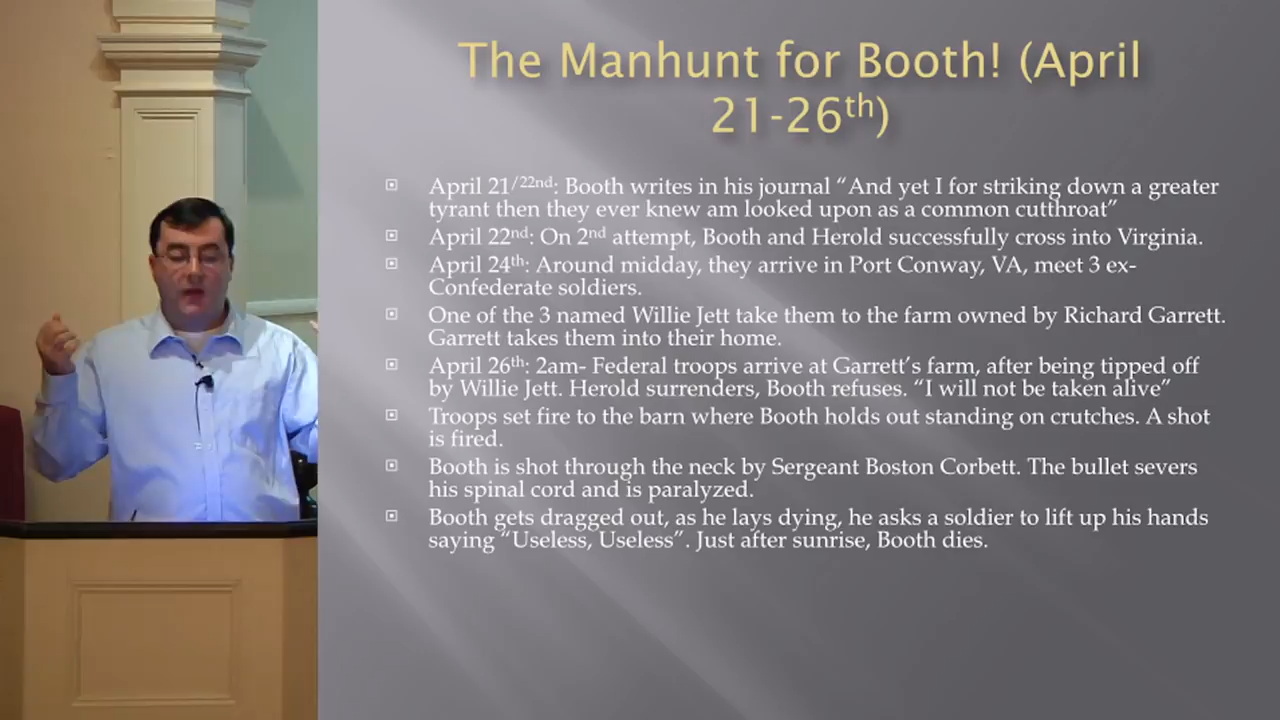 The Manhunt for Booth! (April
21-26th)
April 21/22nd: Booth writes in his journal “And yet I for striking down a greater
tyrant then they ever knew am looked upon as a common cutthroat”
April 22nd: On 2nd attempt, Booth and Herold successfully cross into Virginia.
April 24th: Around midday, they arrive in Port Conway, VA, meet 3 ex-
Confederate soldiers.
One of the 3 named Willie Jett take them to the farm owned by Richard Garrett.
Garrett takes them into their home.
April 26th: 2am- Federal troops arrive at Garrett’s farm, after being tipped off
by Willie Jett. Herold surrenders, Booth refuses. “I will not be taken alive”
Troops set fire to the barn where Booth holds out standing on crutches. A shot
is fired.
Booth is shot through the neck by Sergeant Boston Corbett. The bullet severs
his spinal cord and is paralyzed.
Booth gets dragged out, as he lays dying, he asks a soldier to lift up his hands
saying “Useless, Useless”. Just after sunrise, Booth dies.